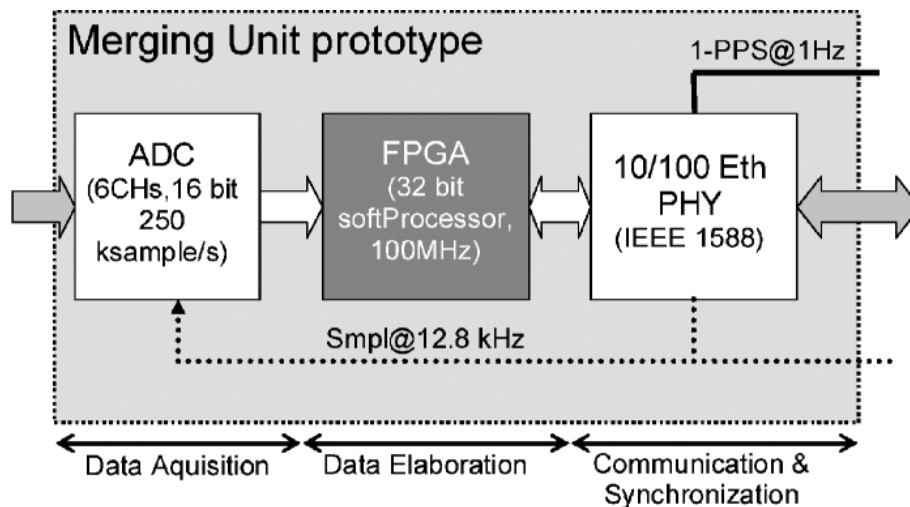 Merging Unit prototype
1-PPS@1Hz
ADC
(6CHs,16 bit
250
ksample/s)
FPGA
(32 bit
softProcessor,
100MHz)
10/100 Eth
PHY
(IEEE 1588)
Smpl@12.8 kHz
Data Aquisition
Data Elaboration
Communication &
Synchronization